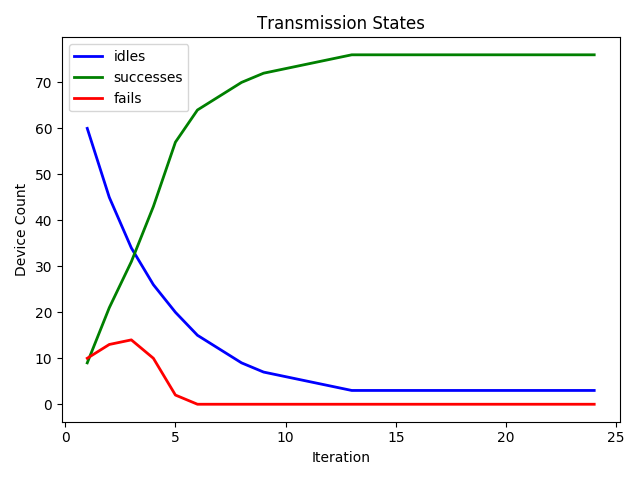 Transmission States
idles
successes
fails
Device Count
70
60
50
40
30
20
10
0
0 5 10 15 20 25
Iteration